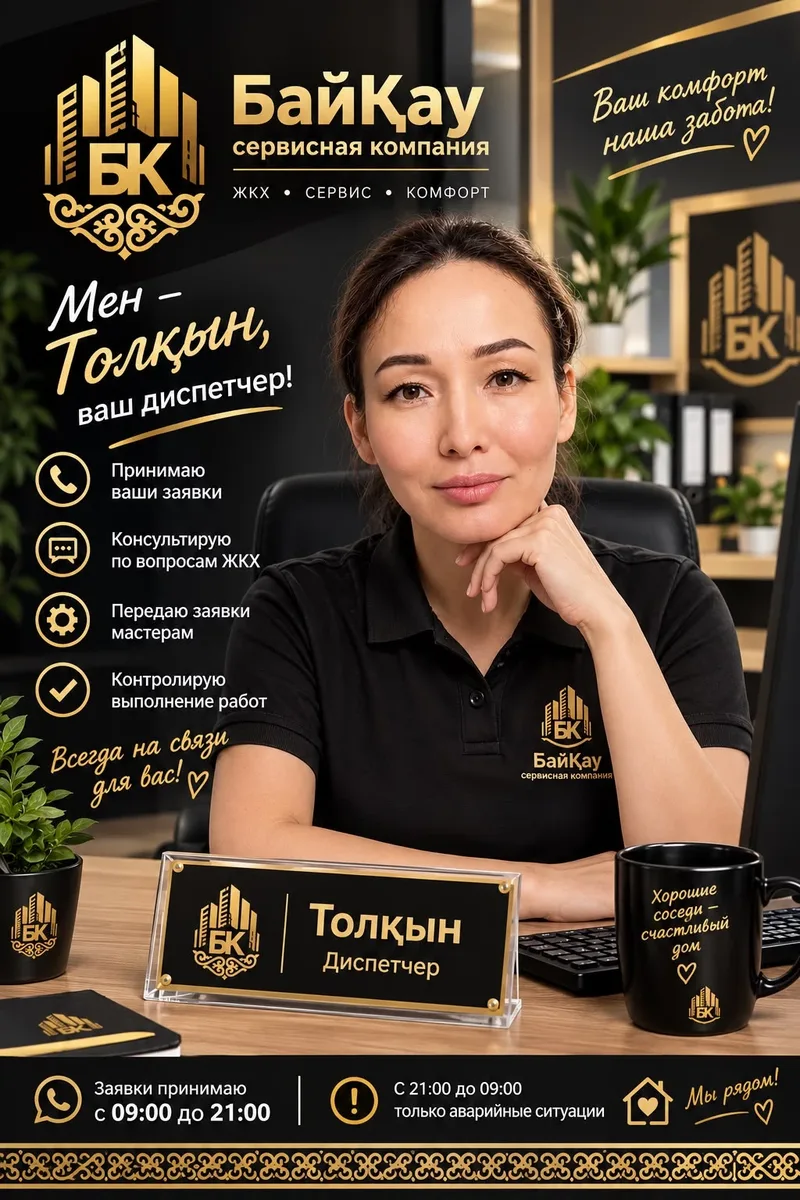 БК
БайҚау
сервисная компания
ЖКХ • СЕРВИС • КОМФОРТ
Ваш комфорт
наша забота!
БК
Мен –
Толқын,
ваш диспетчер!
Принимаю
ваши заявки
Консультирую
по вопросам ЖКХ
Передаю заявки
мастерам
Контролирую
выполнение работ
Всегда на связи
для вас!
БК
БайҚау
сервисная компания
БК
БК
Толқын
Диспетчер
Хорошие
соседи –
счастливый
дом
БК
БК
Заявки принимаю
с 09:00 до 21:00
С 21:00 до 09:00
только аварийные ситуации
Мы рядом!